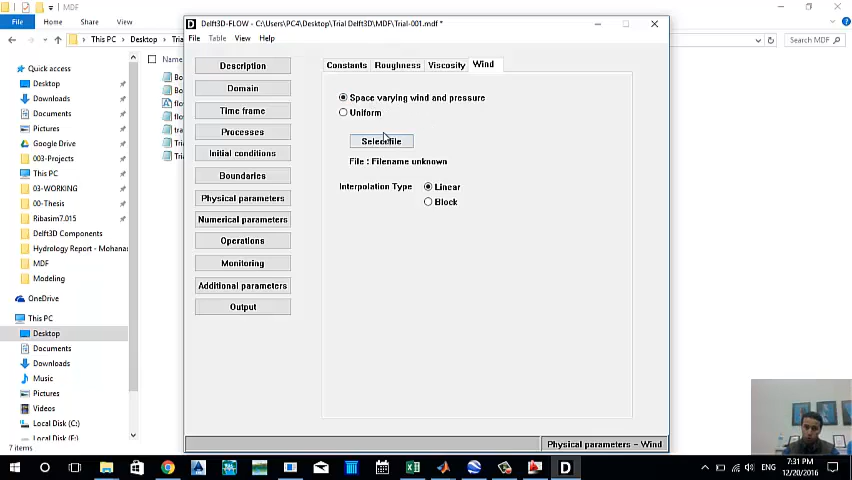 MDF
File
Home
Share
View
This PC
Desktop
Search MDF
Quick access
Desktop
Downloads
Documents
Pictures
Google Drive
003-Projects
This PC
03-WORKING
00-Thesis
Ribasim7.015
Delft3D Components
Hydrology Report - Mohana
MDF
Modeling
OneDrive
This PC
Desktop
Documents
Downloads
Music
Pictures
Videos
Local Disk (C:)
7 items
Name
Delft3D-FLOW - C:\Users\PC4\Desktop\Trial Delft3D\MDF\Trial-001.mdf *
File Table View Help
Description
Domain
Time frame
Processes
Initial conditions
Boundaries
Physical parameters
Numerical parameters
Operations
Monitoring
Additional parameters
Output
Constants Roughness Viscosity Wind
Space varying wind and pressure
Uniform
Select file
File : Filename unknown
Interpolation Type
Linear
Block
Physical parameters - Wind
ENG
7:31 PM
12/20/2016